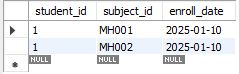 student_id subject_id enroll_date
1 MH001 2025-01-10
1 MH002 2025-01-10
NULL NULL NULL